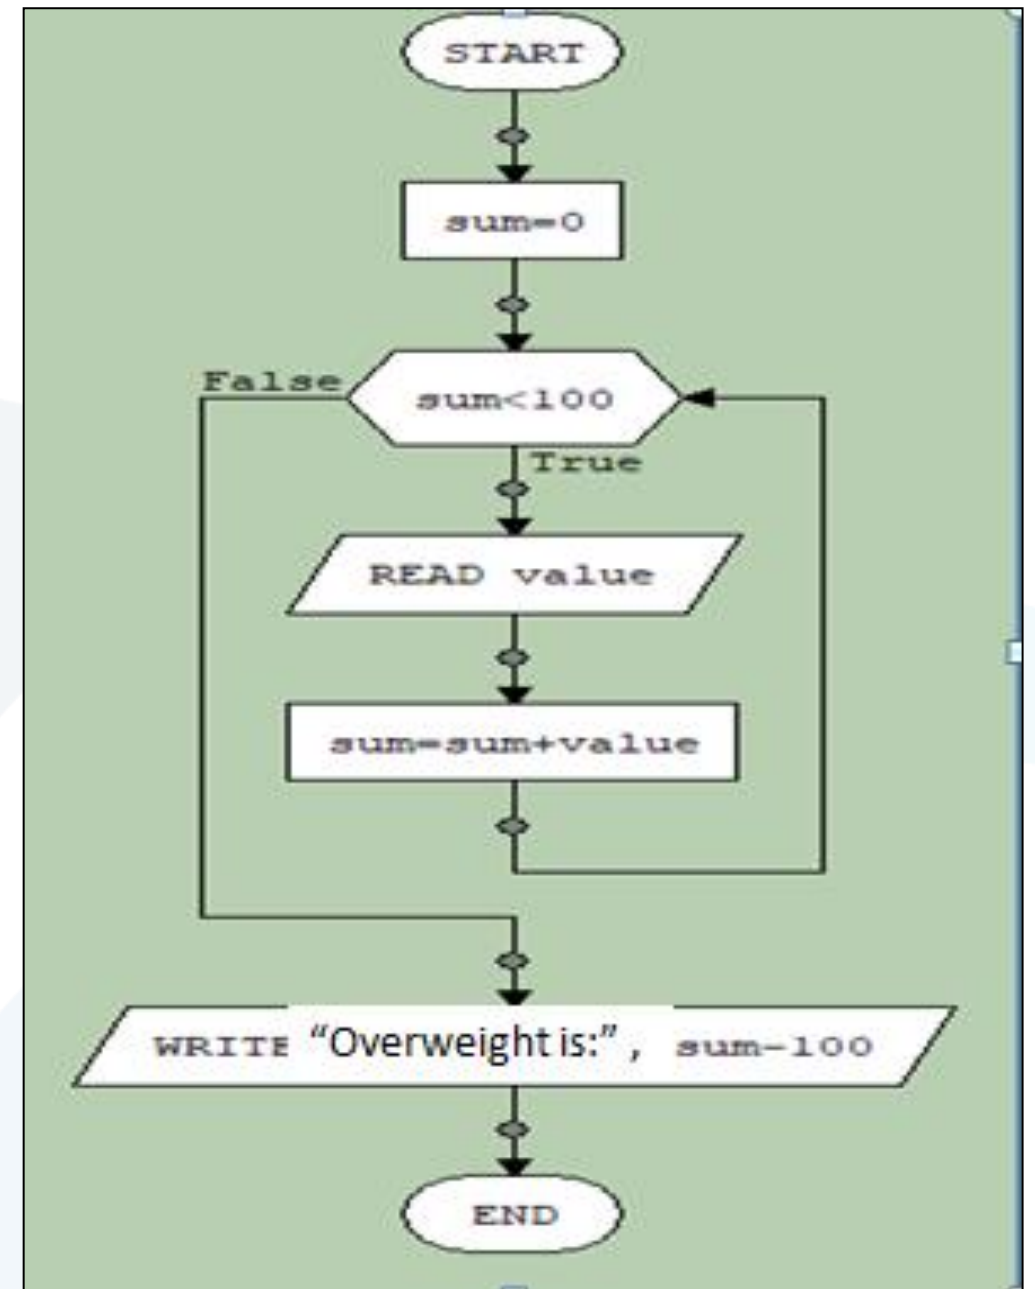 START
sum=0
False
sum<100
True
READ value
sum=sum+value
WRITE “Overweight is:” , sum-100
END